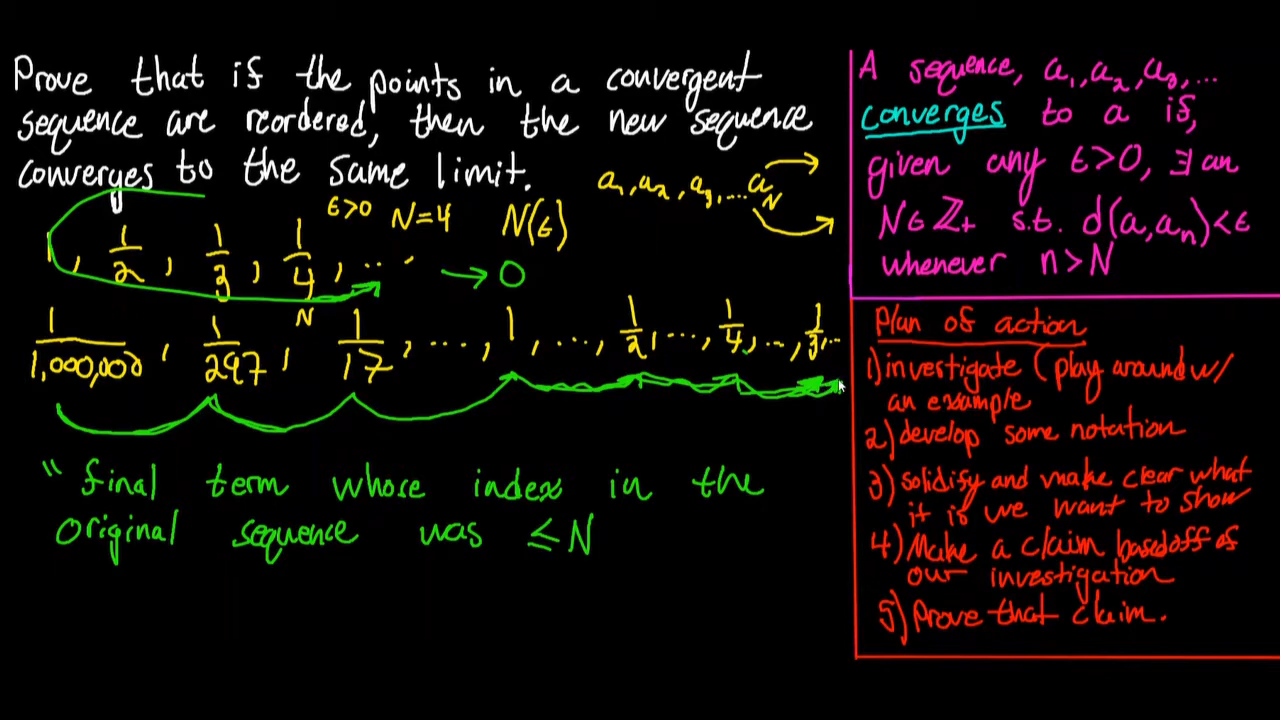 Prove that if the points in a convergent
sequence are reordered, then the new sequence
converges to the same limit.
a₁, a₂, a₃, ... a_N
ε>0 N=4 N(ε)
1, 1/2, 1/3, 1/4, ... → 0
N
1/1,000,000, 1/297, 1/17, ..., 1, ..., 1/2, ..., 1/4, ..., 1/3, ...
"final term whose index in the
original sequence was ≤ N
A sequence, a₁, a₂, a₃, ...
converges to a if,
given any ε>0, ∃ an
N∈ℤ₊ s.t. d(a,aₙ)<ε
whenever n>N
Plan of action
1) investigate (play around w/
an example
2) develop some notation
3) solidify and make clear what
it is we want to show
4) Make a claim based off of
our investigation
5) Prove that claim.